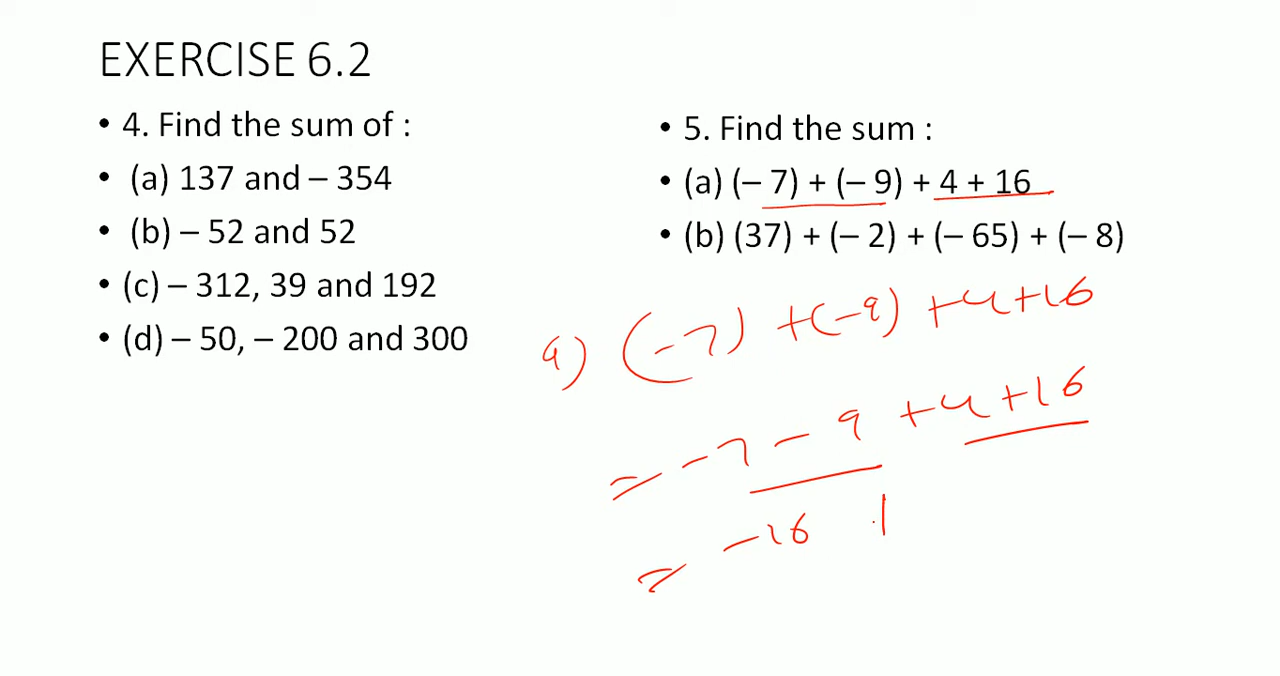 EXERCISE 6.2
• 4. Find the sum of :
• (a) 137 and – 354
• (b) – 52 and 52
• (c) – 312, 39 and 192
• (d) – 50, – 200 and 300
• 5. Find the sum :
• (a) (– 7) + (– 9) + 4 + 16
• (b) (37) + (– 2) + (– 65) + (– 8)
a) (-7) +(-9) +4+16
= -7 - 9 +4+16
= -16